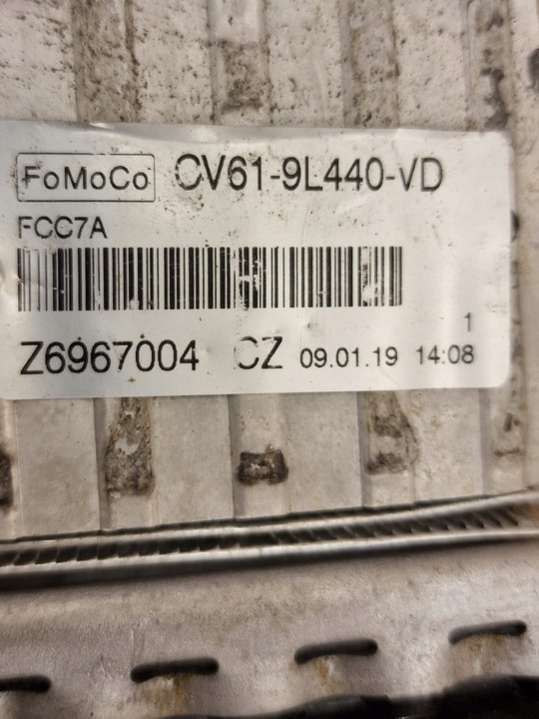 FoMoCo CV61-9L440-VD
FCC7A
1
Z6967004 CZ 09.01.19 14:08